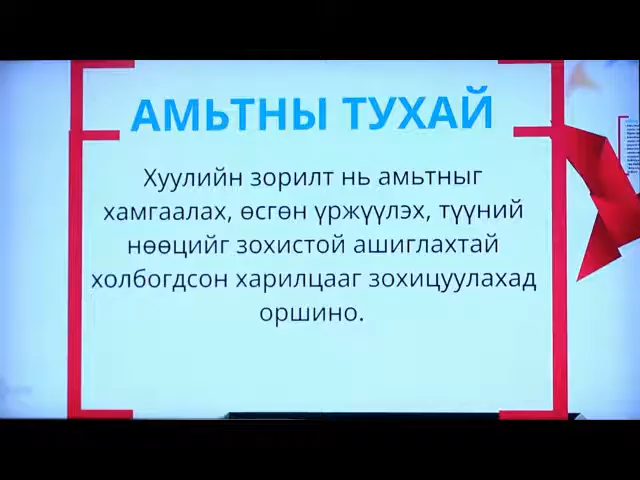 АМЬТНЫ ТУХАЙ
Хуулийн зорилт нь амьтныг
хамгаалах, өсгөн үржүүлэх, түүний
нөөцийг зохистой ашиглахтай
холбогдсон харилцааг зохицуулахад
оршино.